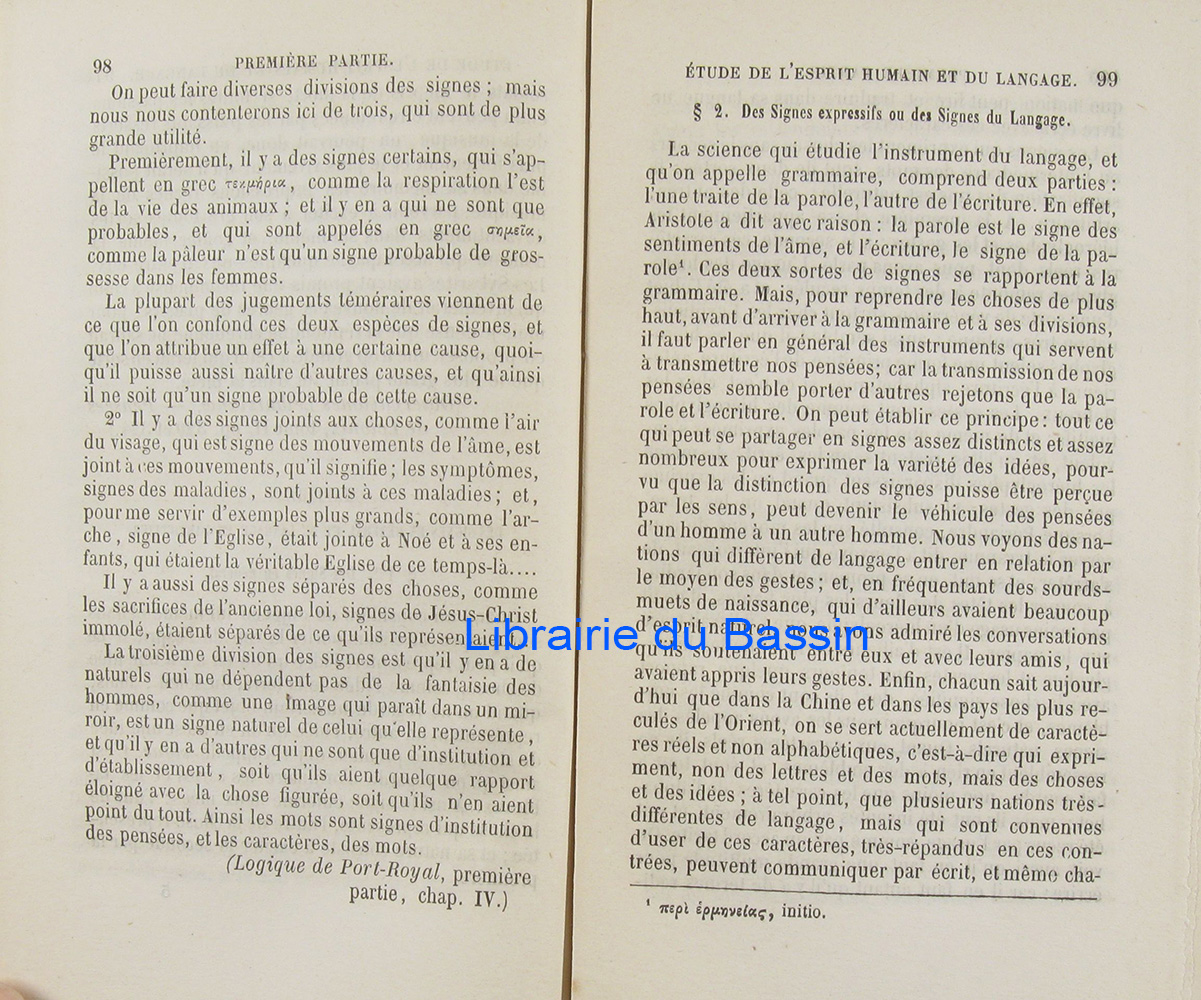 98 PREMIÈRE PARTIE.
On peut faire diverses divisions des signes ; mais
nous nous contenterons ici de trois, qui sont de plus
grande utilité.
Premièrement, il y a des signes certains, qui s'ap-
pellent en grec τεκμήρια, comme la respiration l'est
de la vie des animaux ; et il y en a qui ne sont que
probables, et qui sont appelés en grec σημεῖα,
comme la pâleur n'est qu'un signe probable de gros-
sesse dans les femmes.
La plupart des jugements téméraires viennent de
ce que l'on confond ces deux espèces de signes, et
que l'on attribue un effet à une certaine cause, quoi-
qu'il puisse aussi naître d'autres causes, et qu'ainsi
il ne soit qu'un signe probable de cette cause.
2° Il y a des signes joints aux choses, comme l'air
du visage, qui est signe des mouvements de l'âme, est
joint à ces mouvements, qu'il signifie ; les symptômes,
signes des maladies, sont joints à ces maladies ; et,
pour me servir d'exemples plus grands, comme l'ar-
che, signe de l'Eglise, était jointe à Noé et à ses en-
fants, qui étaient la véritable Eglise de ce temps-là....
Il y a aussi des signes séparés des choses, comme
les sacrifices de l'ancienne loi, signes de Jésus-Christ
immolé, étaient séparés de ce qu'ils représentaient.
La troisième division des signes est qu'il y en a de
naturels qui ne dépendent pas de la fantaisie des
hommes, comme une image qui paraît dans un mi-
roir, est un signe naturel de celui qu'elle représente,
et qu'il y en a d'autres qui ne sont que d'institution et
d'établissement, soit qu'ils aient quelque rapport
éloigné avec la chose figurée, soit qu'ils n'en aient
point du tout. Ainsi les mots sont signes d'institution
des pensées, et les caractères, des mots.
(Logique de Port-Royal, première
partie, chap. IV.)
ÉTUDE DE L'ESPRIT HUMAIN ET DU LANGAGE. 99
§ 2. Des Signes expressifs ou des Signes du Langage.
La science qui étudie l'instrument du langage, et
qu'on appelle grammaire, comprend deux parties :
l'une traite de la parole, l'autre de l'écriture. En effet,
Aristote a dit avec raison : la parole est le signe des
sentiments de l'âme, et l'écriture, le signe de la pa-
role¹. Ces deux sortes de signes se rapportent à la
grammaire. Mais, pour reprendre les choses de plus
haut, avant d'arriver à la grammaire et à ses divisions,
il faut parler en général des instruments qui servent
à transmettre nos pensées; car la transmission de nos
pensées semble porter d'autres rejetons que la pa-
role et l'écriture. On peut établir ce principe : tout ce
qui peut se partager en signes assez distincts et assez
nombreux pour exprimer la variété des idées, pour-
vu que la distinction des signes puisse être perçue
par les sens, peut devenir le véhicule des pensées
d'un homme à un autre homme. Nous voyons des na-
tions qui diffèrent de langage entrer en relation par
le moyen des gestes ; et, en fréquentant des sourds-
muets de naissance, qui d'ailleurs avaient beaucoup
d'esprit naturel, nous avons admiré les conversations
qu'ils soutenaient entre eux et avec leurs amis, qui
avaient appris leurs gestes. Enfin, chacun sait aujour-
d'hui que dans la Chine et dans les pays les plus re-
culés de l'Orient, on se sert actuellement de caractè-
res réels et non alphabétiques, c'est-à-dire qui expri-
ment, non des lettres et des mots, mais des choses
et des idées ; à tel point, que plusieurs nations très-
différentes de langage, mais qui sont convenues
d'user de ces caractères, très-répandus en ces con-
trées, peuvent communiquer par écrit, et même cha-
¹ περὶ ἑρμηνείας, initio.
Librairie du Bassin